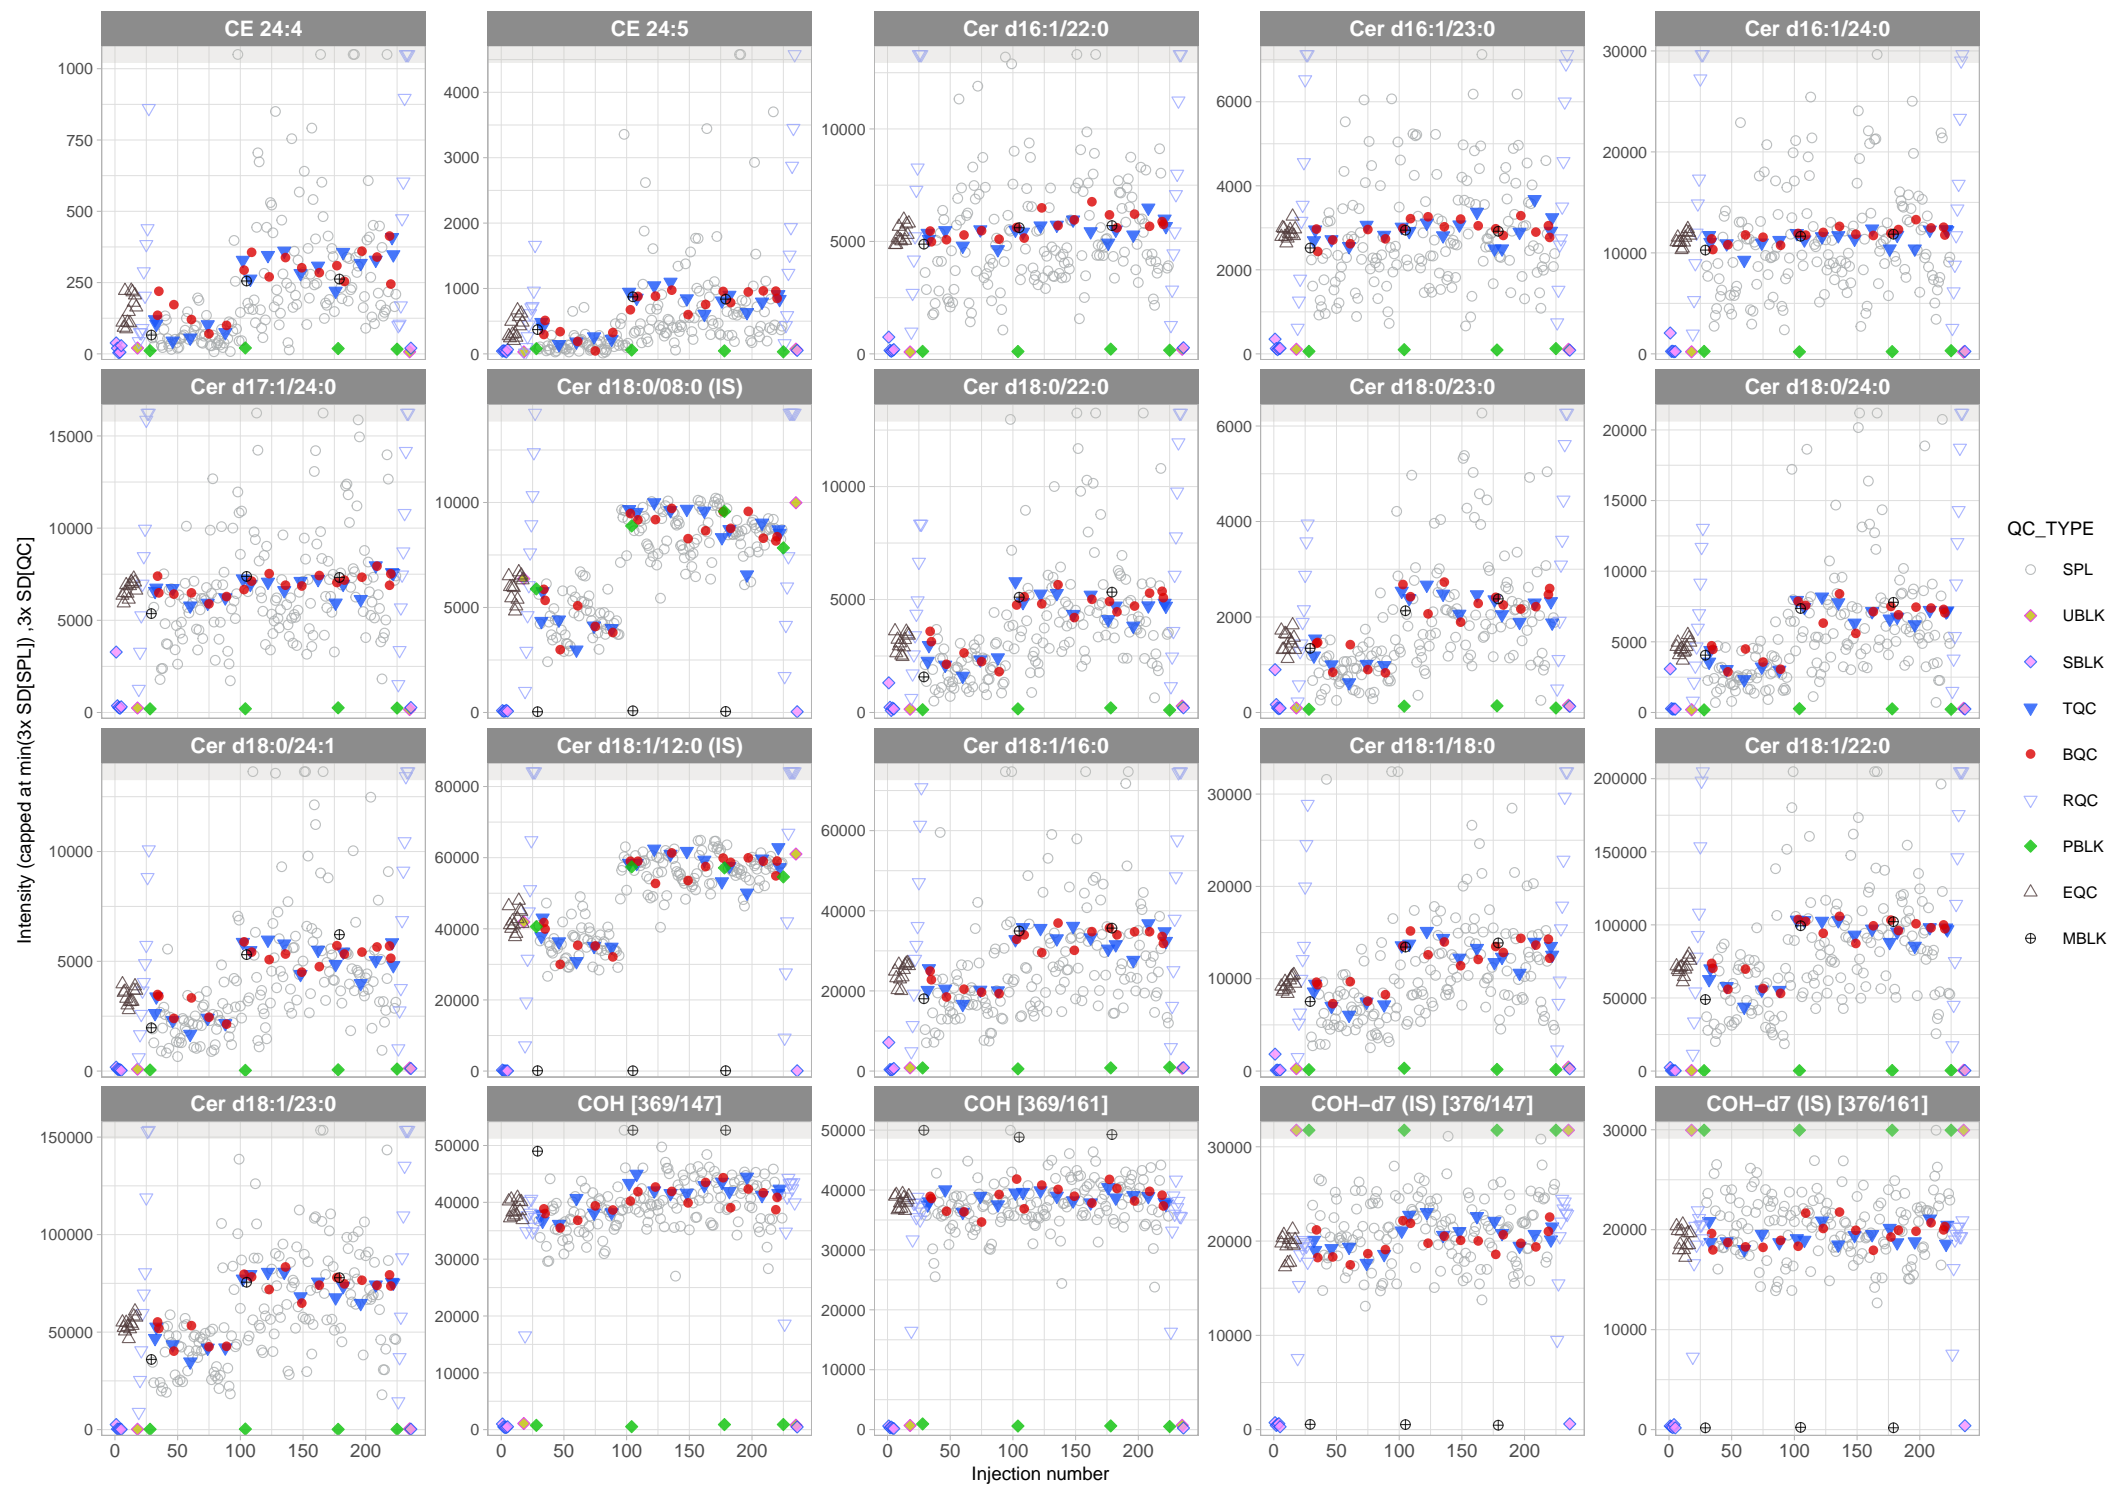 CE 24:4
CE 24:5
Cer d16:1/22:0
Cer d16:1/23:0
Cer d16:1/24:0
1000
750
500
250
0
4000
3000
2000
1000
0
10000
5000
0
6000
4000
2000
0
30000
20000
10000
0
Cer d17:1/24:0
Cer d18:0/08:0 (IS)
Cer d18:0/22:0
Cer d18:0/23:0
Cer d18:0/24:0
15000
10000
5000
0
10000
5000
0
10000
5000
0
6000
4000
2000
0
20000
15000
10000
5000
0
Cer d18:0/24:1
Cer d18:1/12:0 (IS)
Cer d18:1/16:0
Cer d18:1/18:0
Cer d18:1/22:0
10000
5000
0
80000
60000
40000
20000
0
60000
40000
20000
0
30000
20000
10000
0
200000
150000
100000
50000
0
Cer d18:1/23:0
COH [369/147]
COH [369/161]
COH−d7 (IS) [376/147]
COH−d7 (IS) [376/161]
150000
100000
50000
0
50000
40000
30000
20000
10000
0
50000
40000
30000
20000
10000
0
30000
20000
10000
0
30000
20000
10000
0
0 50 100 150 200
0 50 100 150 200
0 50 100 150 200
0 50 100 150 200
0 50 100 150 200
Injection number
Intensity (capped at min(3x SD[SPL]) ,3x SD[QC]
QC_TYPE
SPL
UBLK
SBLK
TQC
BQC
RQC
PBLK
EQC
MBLK